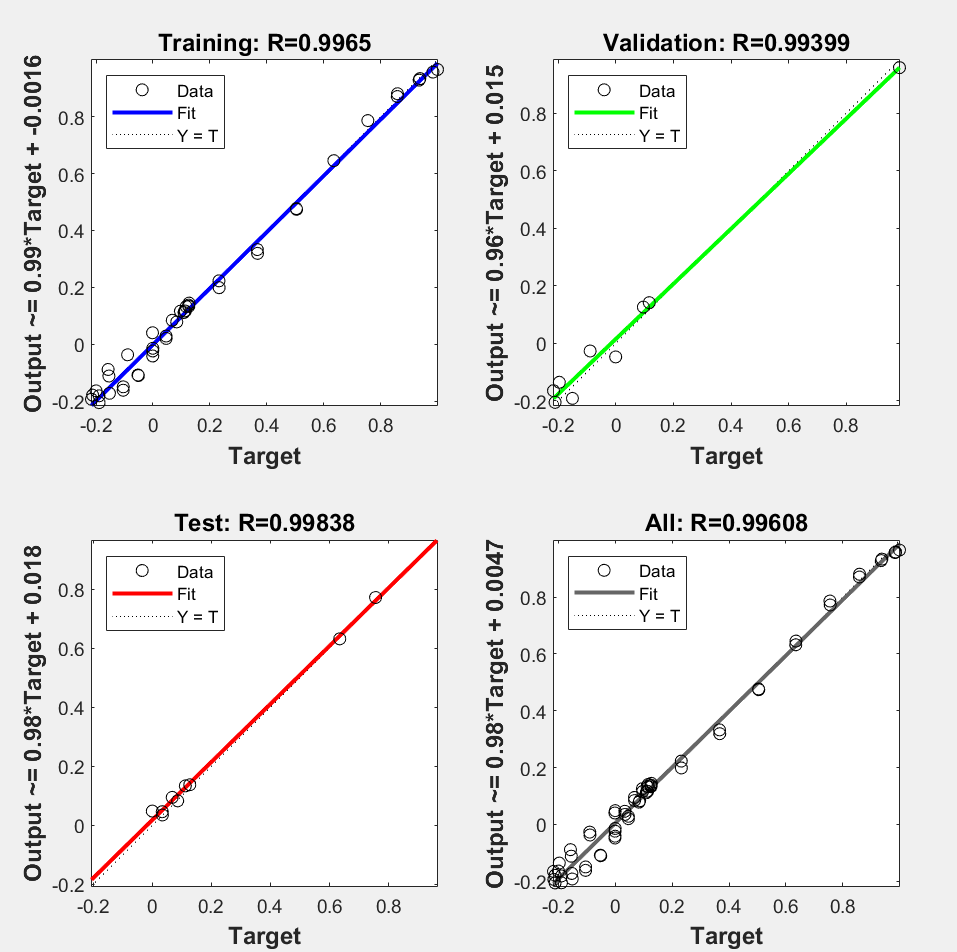 Training: R=0.9965
Output ~= 0.99*Target + -0.0016
Data
Fit
Y = T
0.8
0.6
0.4
0.2
0
-0.2
-0.2 0 0.2 0.4 0.6 0.8
Target
Validation: R=0.99399
Output ~= 0.96*Target + 0.015
Data
Fit
Y = T
0.8
0.6
0.4
0.2
0
-0.2
-0.2 0 0.2 0.4 0.6 0.8
Target
Test: R=0.99838
Output ~= 0.98*Target + 0.018
Data
Fit
Y = T
0.8
0.6
0.4
0.2
0
-0.2
-0.2 0 0.2 0.4 0.6 0.8
Target
All: R=0.99608
Output ~= 0.98*Target + 0.0047
Data
Fit
Y = T
0.8
0.6
0.4
0.2
0
-0.2
-0.2 0 0.2 0.4 0.6 0.8
Target